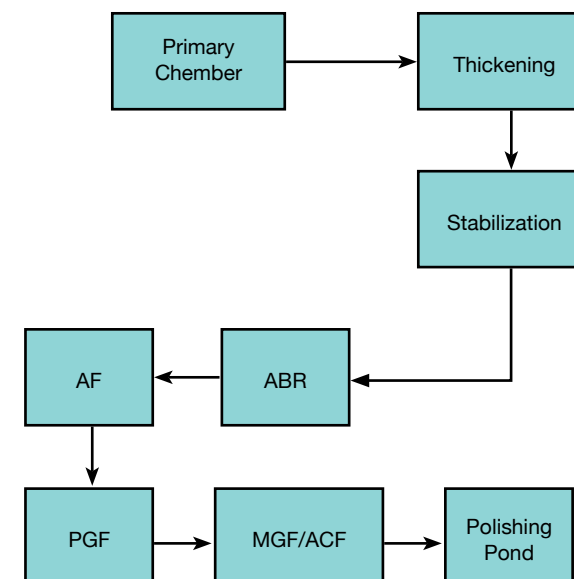 Primary
Chember
Thickening
Stabilization
AF
ABR
PGF
MGF/ACF
Polishing
Pond